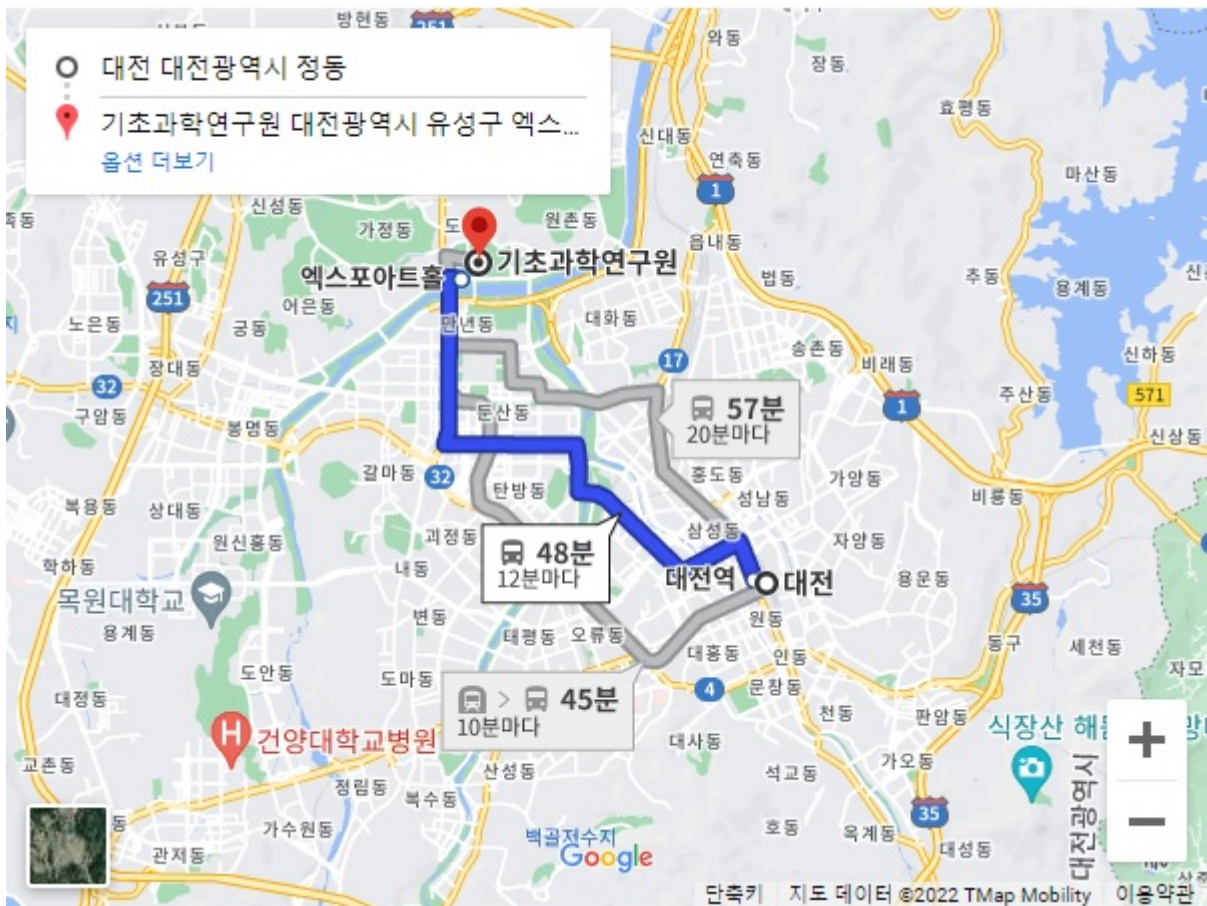 대전 대전광역시 정동
기초과학연구원 대전광역시 유성구 엑스...
옵션 더보기
방현동
251
와동
장동
효평동
신대동
연축동
마산동
1
신성동
가정동
원촌동
읍내동
유성구
기초과학연구원
법동
추동
엑스포아트홀
251
어은동
용계동
노은동
궁동
만년동
대화동
송촌동
신하동
장대동
17
비래동
32
주산동
571
구암동
57분
20분마다
1
둔산동
봉명동
신상동
갈마동
32
홍도동
가양동
탄방동
성남동
비룡동
복용동
상대동
삼성동
괴정동
원신흥동
48분
12분마다
자양동
학하동
내동
대전역
대전
용운동
목원대학교
35
변동
원동
용계동
태평동
오류동
동구
세천동
대흥동
인동
도안동
도마동
4
문창동
자모
> 45분
10분마다
대정동
천동
판암동
건양대학교병원
대사동
식장산 해
교촌동
산성동
석교동
가오동
정림동
복수동
대전광역시
35
가수원동
호동
옥계동
백골저수지
관저동
Google
대성동
단축키
지도 데이터 ©2022 TMap Mobility
이용약관